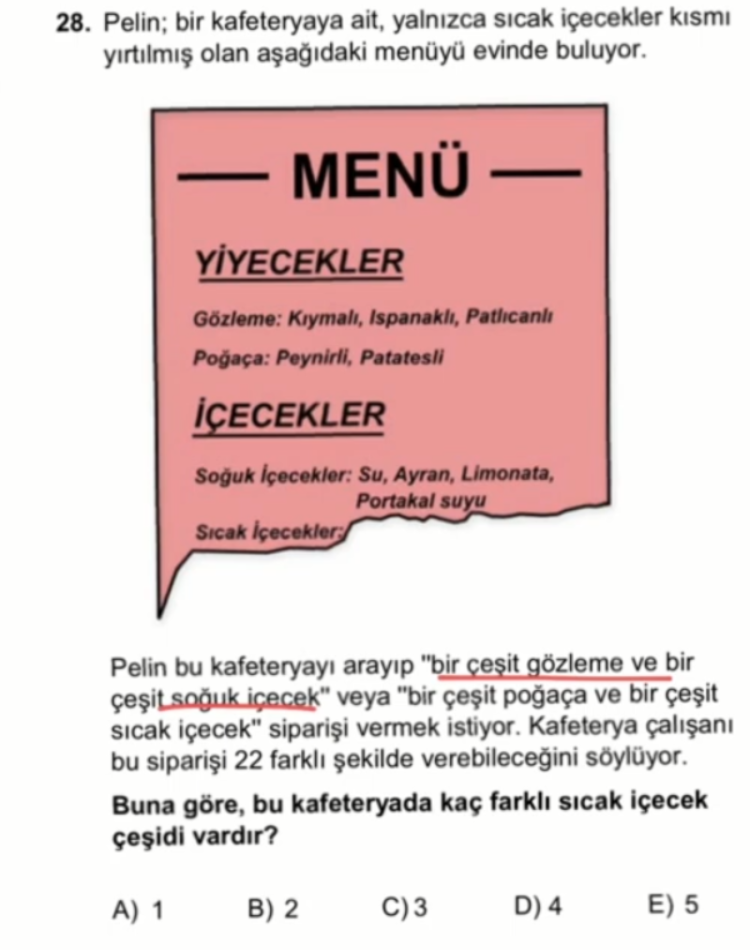 28. Pelin; bir kafeteryaya ait, yalnızca sıcak içecekler kısmı
yırtılmış olan aşağıdaki menüyü evinde buluyor.
MENÜ
YİYECEKLER
Gözleme: Kıymalı, Ispanaklı, Patlıcanlı
Poğaça: Peynirli, Patatesli
İÇECEKLER
Soğuk İçecekler: Su, Ayran, Limonata,
Portakal suyu
Sıcak İçecekler:
Pelin bu kafeteryayı arayıp "bir çeşit gözleme ve bir
çeşit soğuk içecek" veya "bir çeşit poğaça ve bir çeşit
sıcak içecek" siparişi vermek istiyor. Kafeterya çalışanı
bu siparişi 22 farklı şekilde verebileceğini söylüyor.
Buna göre, bu kafeteryada kaç farklı sıcak içecek
çeşidi vardır?
A) 1 B) 2 C) 3 D) 4 E) 5